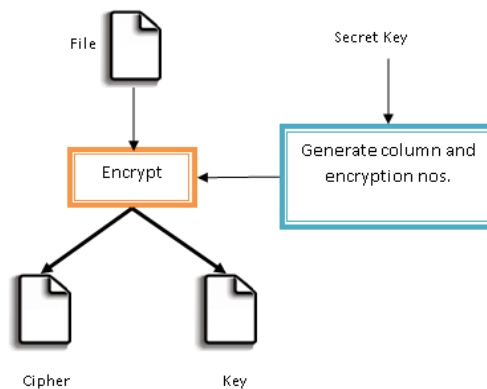 File
Secret Key
Encrypt
Generate column and
encryption nos.
Cipher
Key